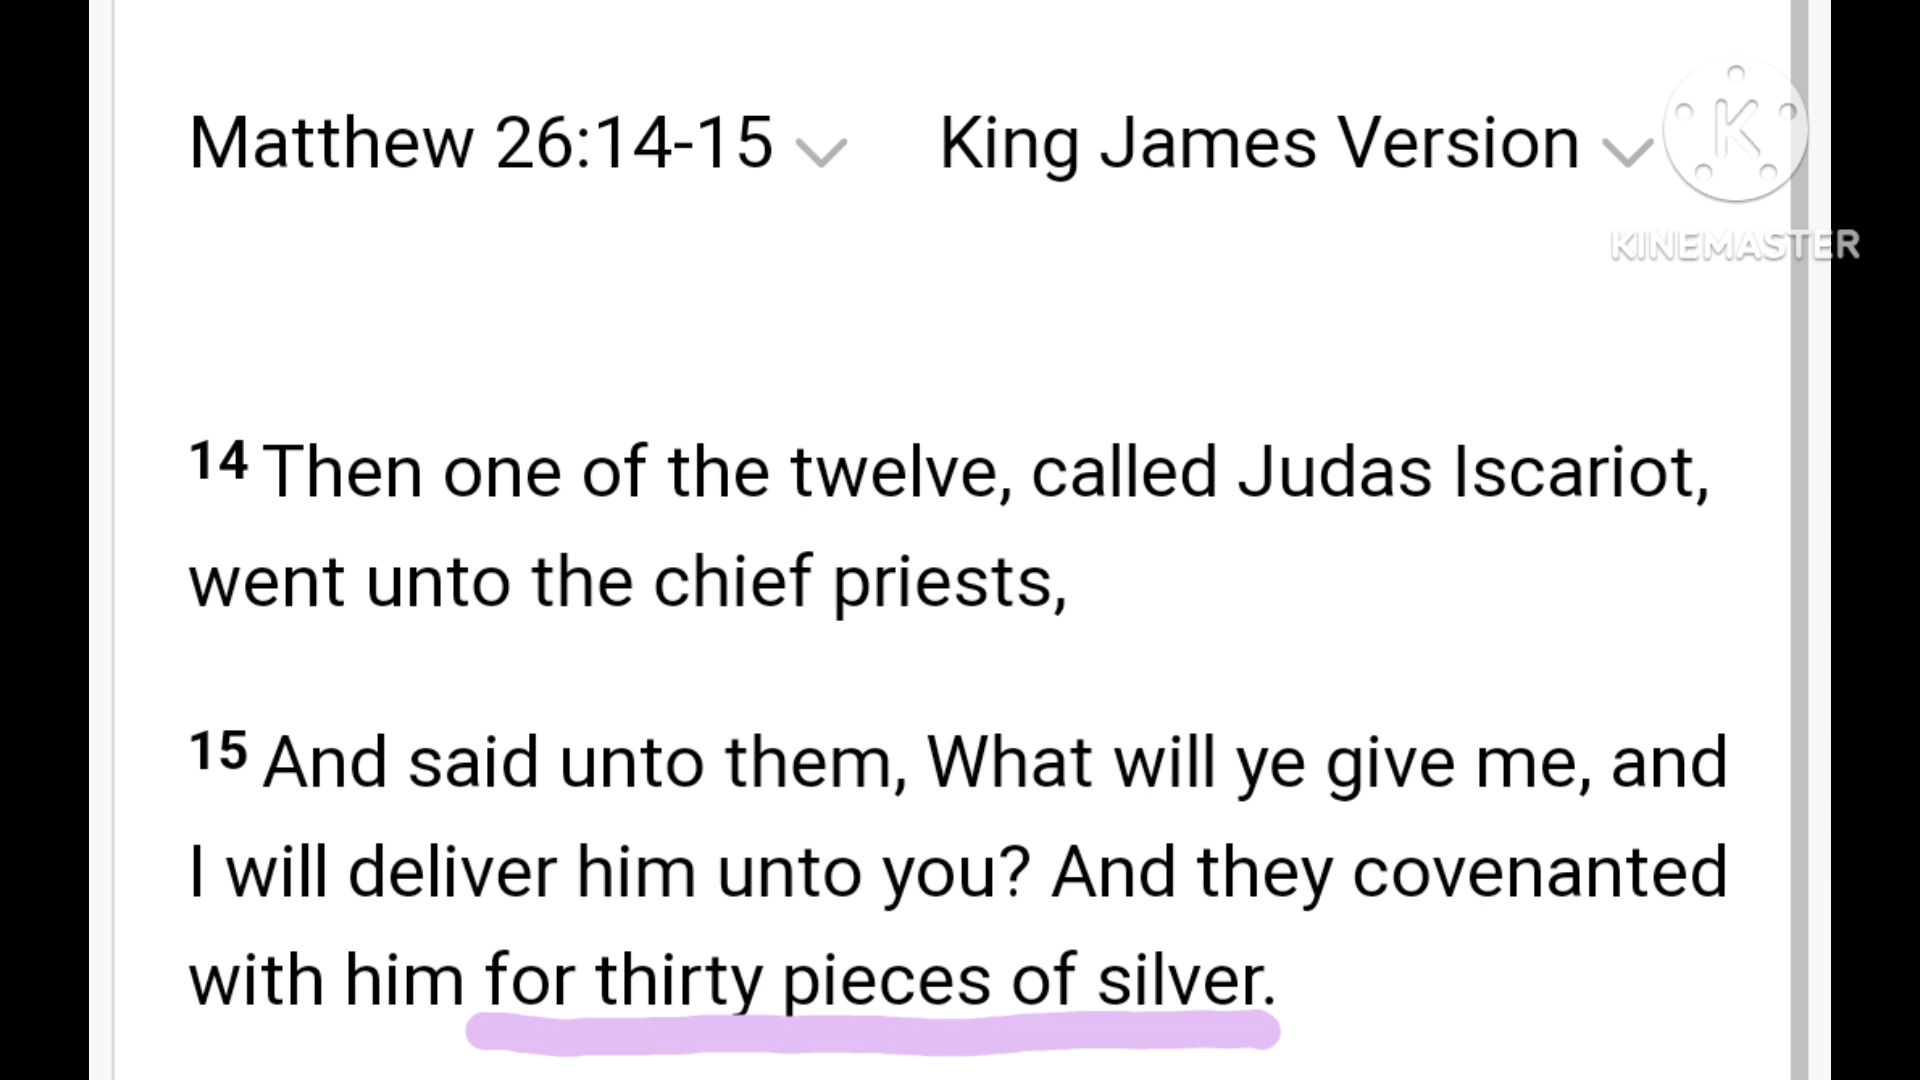 Matthew 26:14-15 King James Version
K
KINEMASTER
14 Then one of the twelve, called Judas Iscariot,
went unto the chief priests,
15 And said unto them, What will ye give me, and
I will deliver him unto you? And they covenanted
with him for thirty pieces of silver.